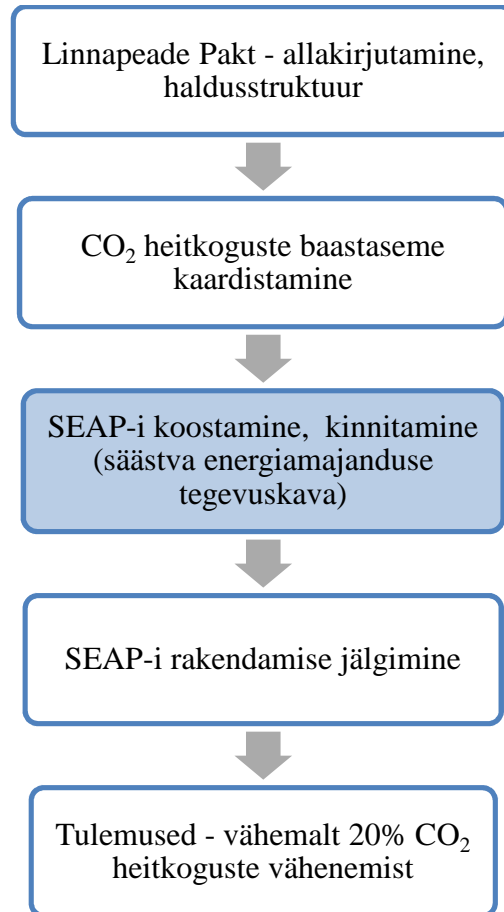 Linnapeade Pakt - allakirjutamine,
haldusstruktuur
CO₂ heitkoguste baastaseme
kaardistamine
SEAP-i koostamine, kinnitamine
(säästva energiamajanduse
tegevuskava)
SEAP-i rakendamise jälgimine
Tulemused - vähemalt 20% CO₂
heitkoguste vähenemist